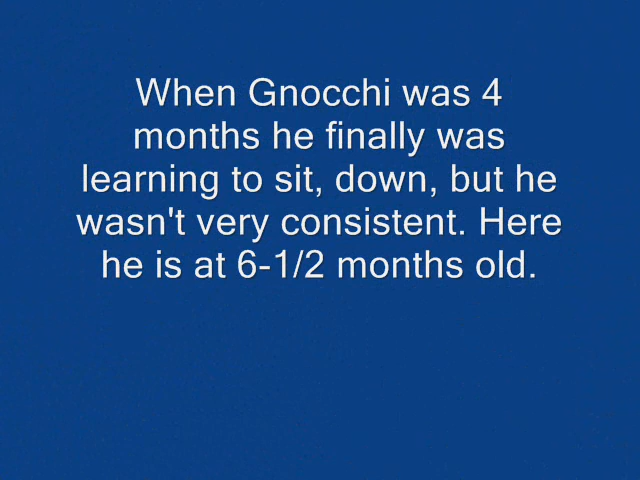 When Gnocchi was 4
months he finally was
learning to sit, down, but he
wasn't very consistent. Here
he is at 6-1/2 months old.